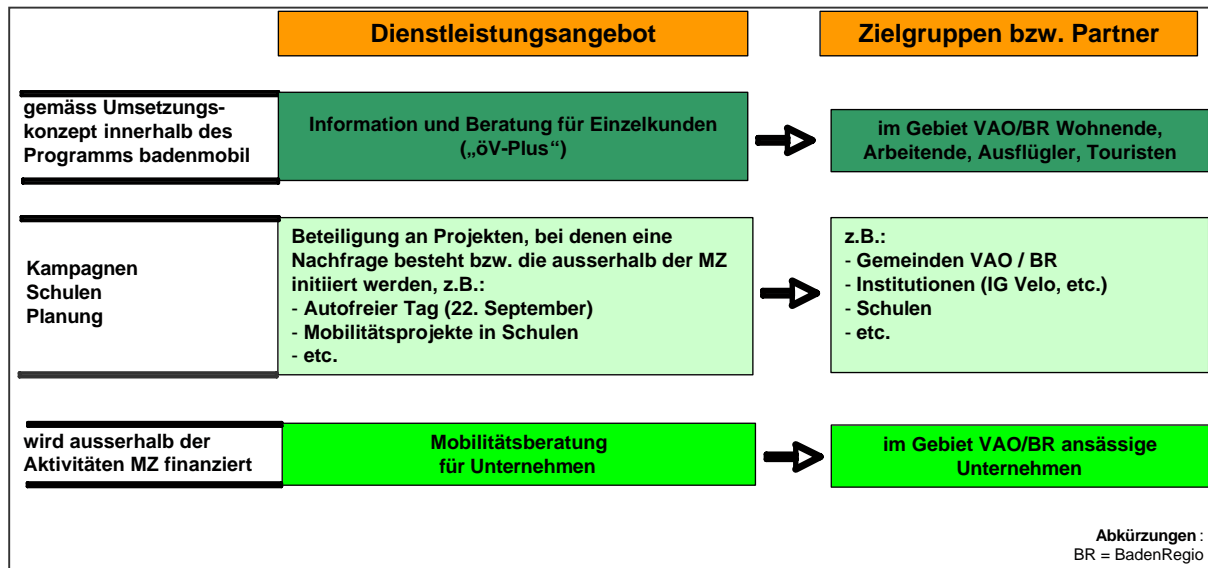 Dienstleistungsangebot
Zielgruppen bzw. Partner
gemäss Umsetzungs-
konzept innerhalb des
Programms badenmobil
Information und Beratung für Einzelkunden
(„öV-Plus“)
im Gebiet VAO/BR Wohnende,
Arbeitende, Ausflügler, Touristen
Kampagnen
Schulen
Planung
Beteiligung an Projekten, bei denen eine
Nachfrage besteht bzw. die ausserhalb der MZ
initiiert werden, z.B.:
- Autofreier Tag (22. September)
- Mobilitätsprojekte in Schulen
- etc.
z.B.:
- Gemeinden VAO / BR
- Institutionen (IG Velo, etc.)
- Schulen
- etc.
wird ausserhalb der
Aktivitäten MZ finanziert
Mobilitätsberatung
für Unternehmen
im Gebiet VAO/BR ansässige
Unternehmen
Abkürzungen :
BR = BadenRegio